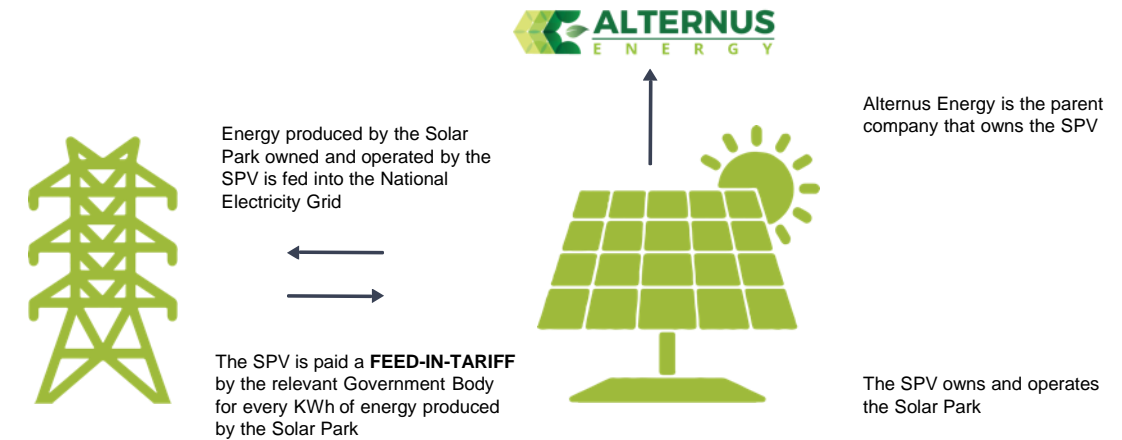 ALTERNUS
ENERGY
Alternus Energy is the parent
company that owns the SPV
Energy produced by the Solar
Park owned and operated by the
SPV is fed into the National
Electricity Grid
The SPV is paid a FEED-IN-TARIFF
by the relevant Government Body
for every KWh of energy produced
by the Solar Park
The SPV owns and operates
the Solar Park